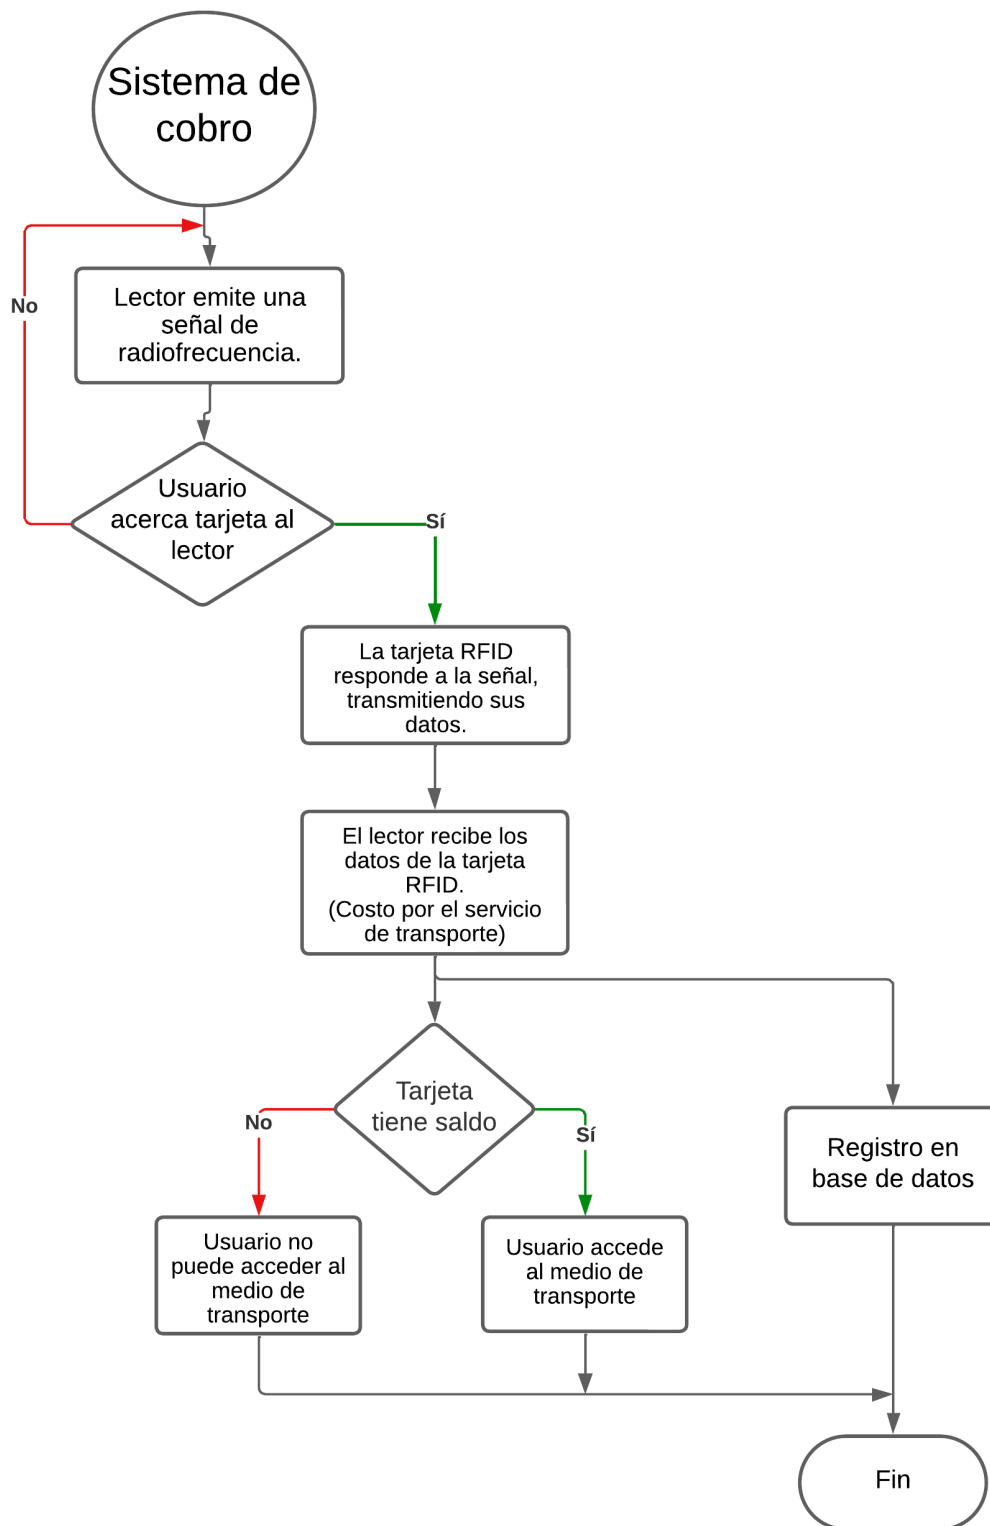 Sistema de
cobro
No
Lector emite una
señal de
radiofrecuencia.
Usuario
acerca tarjeta al
lector
Sí
La tarjeta RFID
responde a la señal,
transmitiendo sus
datos.
El lector recibe los
datos de la tarjeta
RFID.
(Costo por el servicio
de transporte)
Tarjeta
tiene saldo
No
Sí
Registro en
base de datos
Usuario no
puede acceder al
medio de
transporte
Usuario accede
al medio de
transporte
Fin